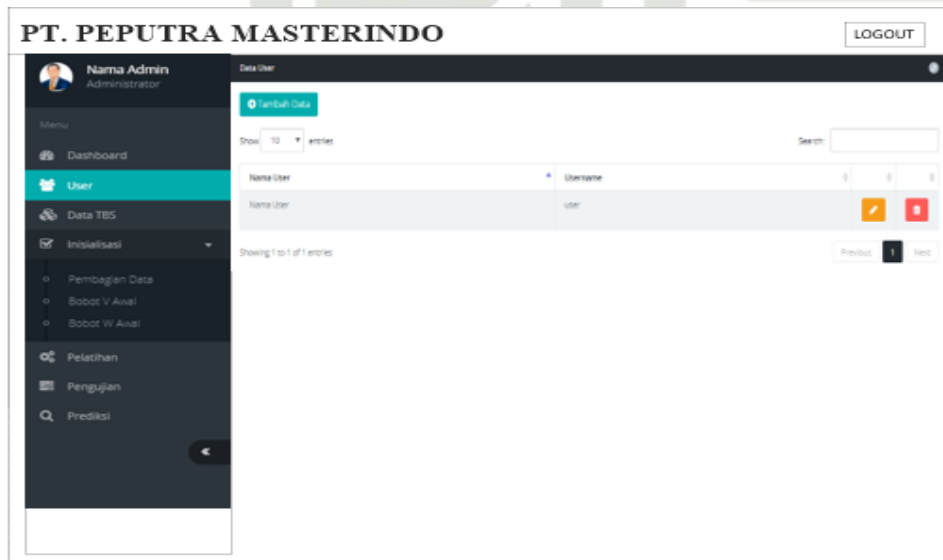 PT. PEPUTRA MASTERINDO
LOGOUT
Nama Admin
Administrator
Menu
Dashboard
User
Data TBS
Inisialisasi
Pembagian Data
Bobot V Awal
Bobot W Awal
Pelatihan
Pengujian
Prediksi
Data User
Tambah Data
Show 10 entries
Search:
Nama User Username
Nama User user
Showing 1 to 1 of 1 entries
Previous 1 Next